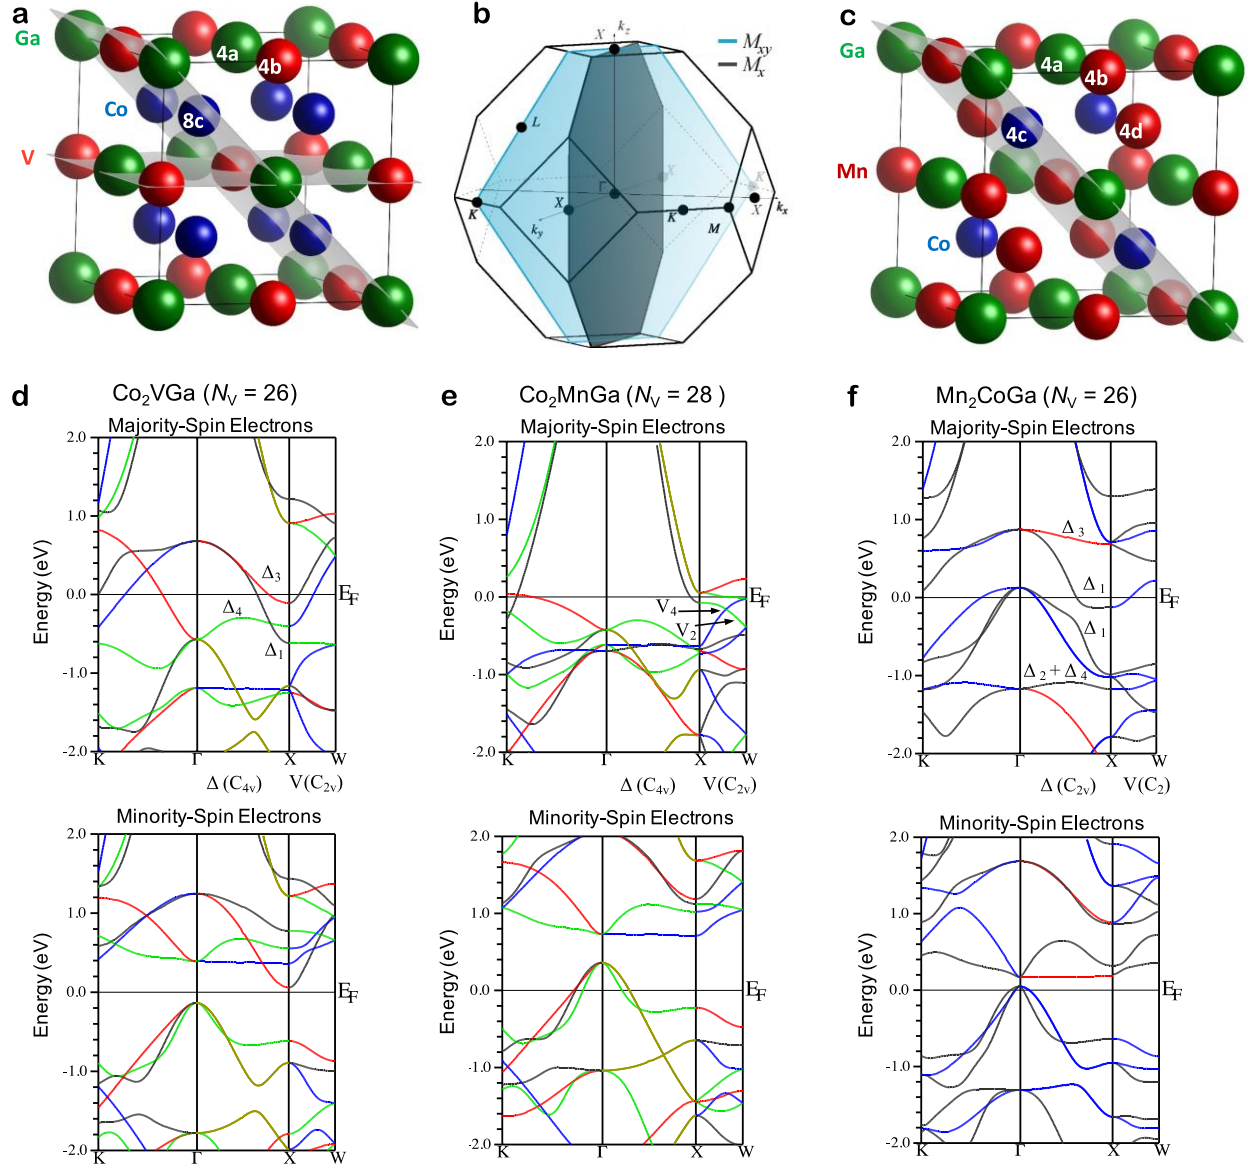 a
Ga
4a
4b
Co
8c
V
b
X
k_z
M_xy
M_x
L
Γ
X
K
K
X
k_y
K
M
X
k_x
c
Ga
4a
4b
4c
4d
Mn
Co
d
Co₂VGa (N_V = 26)
Majority-Spin Electrons
2.0
1.0
0.0
-1.0
-2.0
Energy (eV)
Δ₃
Δ₄
Δ₁
E_F
K
Γ
X
W
Δ (C₄ᵥ)
V(C₂ᵥ)
Minority-Spin Electrons
2.0
1.0
0.0
-1.0
-2.0
Energy (eV)
E_F
K
Γ
X
W
e
Co₂MnGa (N_V = 28 )
Majority-Spin Electrons
2.0
1.0
0.0
-1.0
-2.0
Energy (eV)
V₄
V₂
E_F
K
Γ
X
W
Δ (C₄ᵥ)
V(C₂ᵥ)
Minority-Spin Electrons
2.0
1.0
0.0
-1.0
-2.0
Energy (eV)
E_F
K
Γ
X
W
f
Mn₂CoGa (N_V = 26)
Majority-Spin Electrons
2.0
1.0
0.0
-1.0
-2.0
Energy (eV)
Δ₃
Δ₁
Δ₁
Δ₂ + Δ₄
E_F
K
Γ
X
W
Δ (C₂ᵥ)
V (C₂)
Minority-Spin Electrons
2.0
1.0
0.0
-1.0
-2.0
Energy (eV)
E_F
K
Γ
X
W